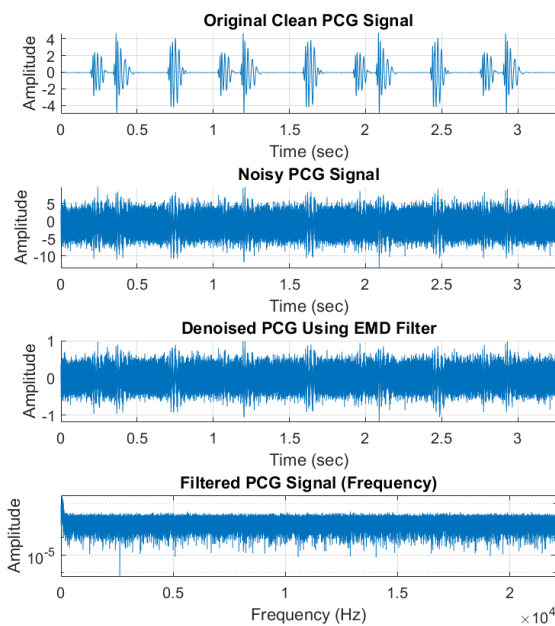 Original Clean PCG Signal
4
2
0
-2
-4
Amplitude
0 0.5 1 1.5 2 2.5 3
Time (sec)
Noisy PCG Signal
5
0
-5
-10
Amplitude
0 0.5 1 1.5 2 2.5 3
Time (sec)
Denoised PCG Using EMD Filter
1
0
-1
Amplitude
0 0.5 1 1.5 2 2.5 3
Time (sec)
Filtered PCG Signal (Frequency)
10^-5
Amplitude
0 0.5 1 1.5 2
Frequency (Hz)
×10^4